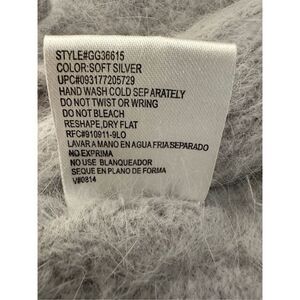 STYLE#GG36615
COLOR:SOFT SILVER
UPC#093177205729
HAND WASH COLD SEPARATELY
DO NOT TWIST OR WRING
DO NOT BLEACH
RESHAPE,DRY FLAT
RFC#910911-9LO
LAVAR A MANO EN AGUA FRIA SEPARADO
NO EXPRIMA
NO USE BLANQUEADOR
SEQUE EN PLANO DE FORMA
V#0814